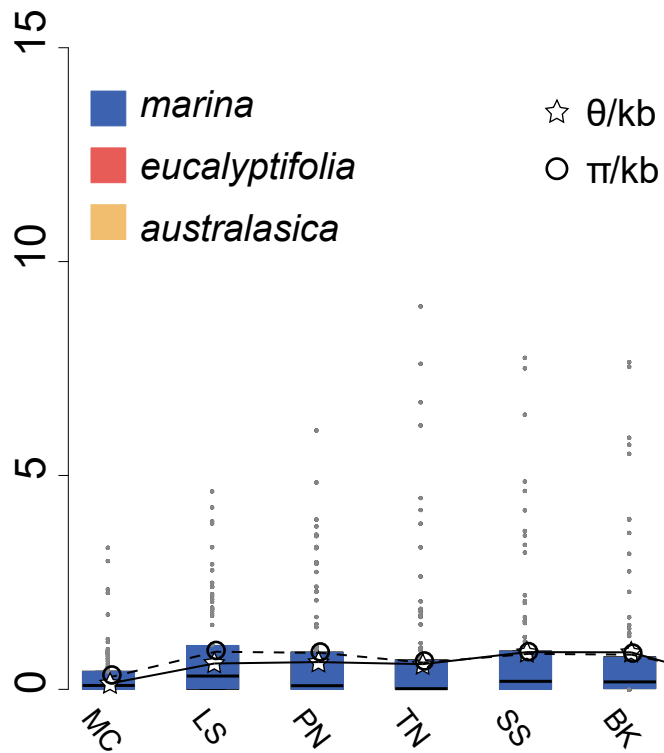 15
10
5
0
marina
eucalyptifolia
australasica
θ/kb
π/kb
MC
LS
PN
TN
SS
BK